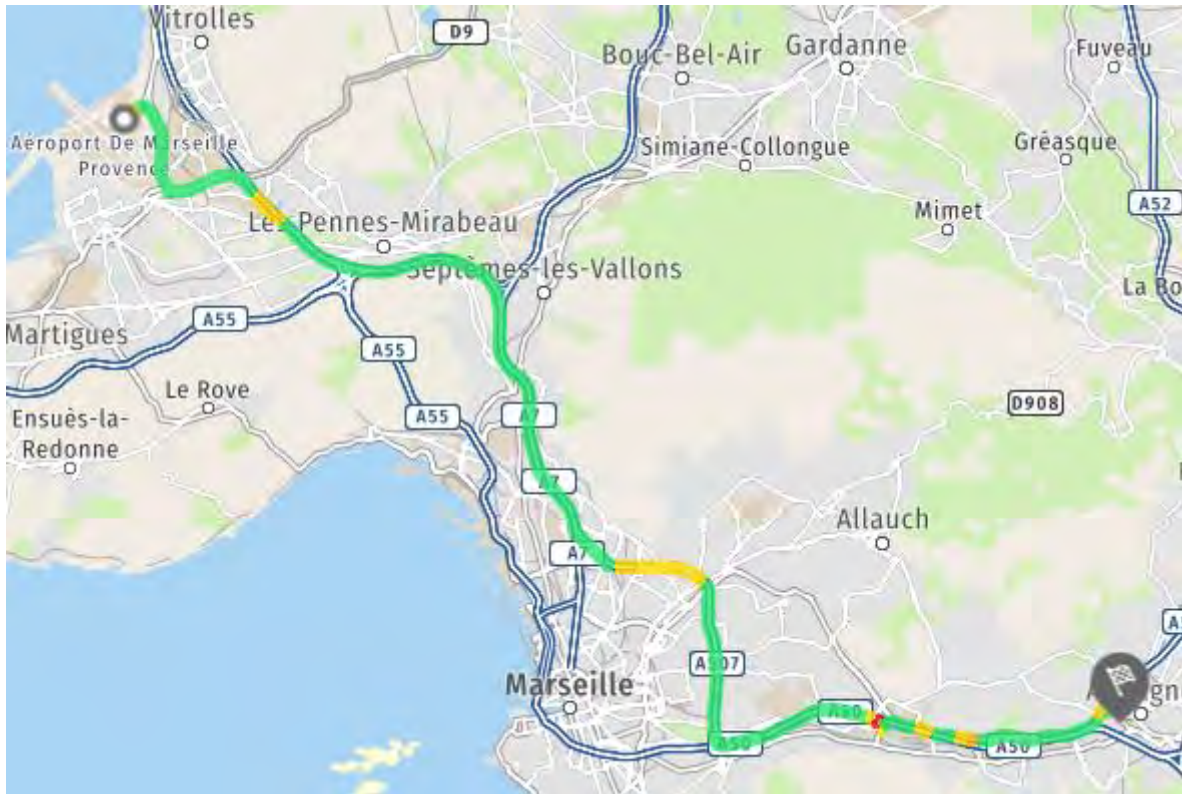 Vitrolles
D9
Bouc-Bel-Air
Gardanne
Fuveau
Aéroport De Marseille
Provence
Simiane-Collongue
Gréasque
Mimet
A52
Les-Pennes-Mirabeau
Septèmes-les-Vallons
La Bo
A55
Martigues
A55
Le Rove
A55
A7
D908
Ensuès-la-
Redonne
A7
Allauch
A7
A507
Marseille
A50
A50
A50